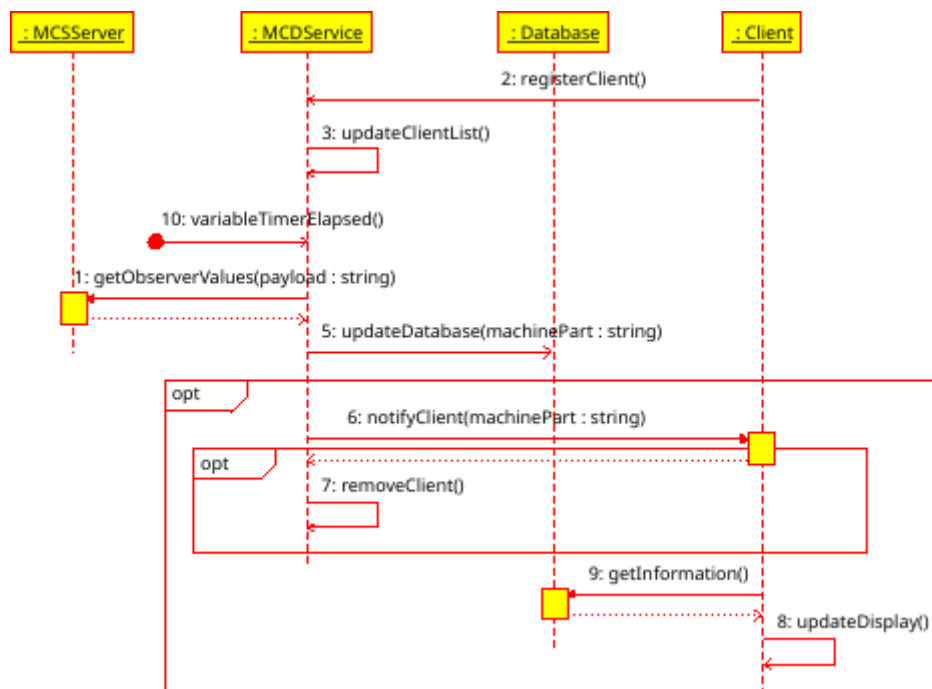 : MCSServer
: MCDService
: Database
: Client
2: registerClient()
3: updateClientList()
10: variableTimerElapsed()
1: getObserverValues(payload : string)
5: updateDatabase(machinePart : string)
opt
6: notifyClient(machinePart : string)
opt
7: removeClient()
9: getInformation()
8: updateDisplay()